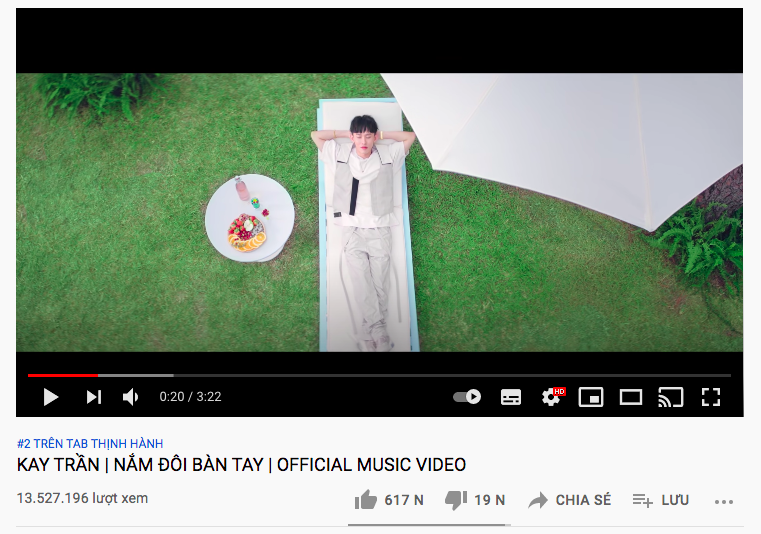 HD
0:20 / 3:22
#2 TRÊN TAB THỊNH HÀNH
KAY TRẦN | NẮM ĐÔI BÀN TAY | OFFICIAL MUSIC VIDEO
13.527.196 lượt xem
617 N
19 N
CHIA SẺ
LƯU